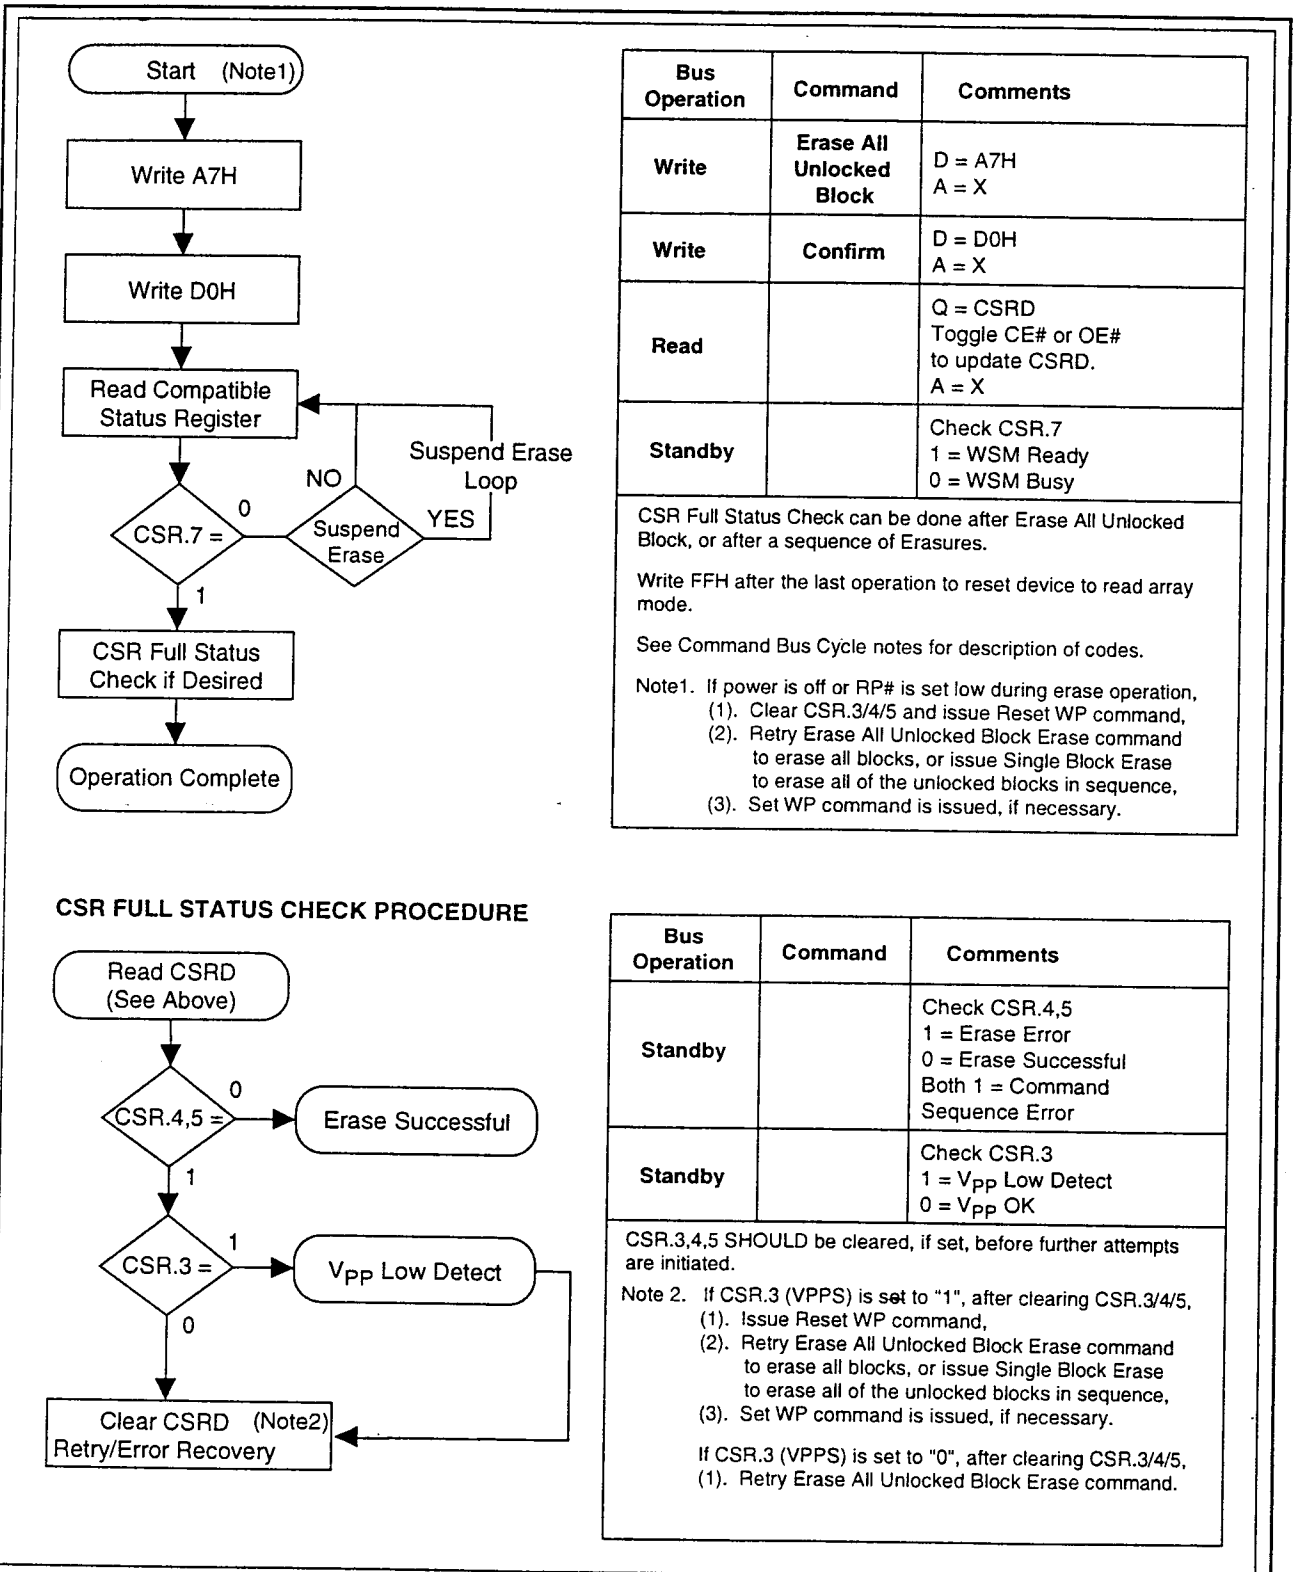 Start (Note1)
Write A7H
Write D0H
Read Compatible
Status Register
Suspend Erase
Loop
NO
YES
0
CSR.7 =
Suspend
Erase
1
CSR Full Status
Check if Desired
Operation Complete
Bus
Operation
Command
Comments
Write
Erase All
Unlocked
Block
D = A7H
A = X
Write
Confirm
D = D0H
A = X
Read
Q = CSRD
Toggle CE# or OE#
to update CSRD.
A = X
Standby
Check CSR.7
1 = WSM Ready
0 = WSM Busy
CSR Full Status Check can be done after Erase All Unlocked
Block, or after a sequence of Erasures.
Write FFH after the last operation to reset device to read array
mode.
See Command Bus Cycle notes for description of codes.
Note1. If power is off or RP# is set low during erase operation,
(1). Clear CSR.3/4/5 and issue Reset WP command,
(2). Retry Erase All Unlocked Block Erase command
to erase all blocks, or issue Single Block Erase
to erase all of the unlocked blocks in sequence,
(3). Set WP command is issued, if necessary.
CSR FULL STATUS CHECK PROCEDURE
Read CSRD
(See Above)
0
CSR.4,5 =
Erase Successful
1
1
CSR.3 =
VPP Low Detect
0
Clear CSRD (Note2)
Retry/Error Recovery
Bus
Operation
Command
Comments
Standby
Check CSR.4,5
1 = Erase Error
0 = Erase Successful
Both 1 = Command
Sequence Error
Standby
Check CSR.3
1 = VPP Low Detect
0 = VPP OK
CSR.3,4,5 SHOULD be cleared, if set, before further attempts
are initiated.
Note 2. If CSR.3 (VPPS) is set to "1", after clearing CSR.3/4/5,
(1). Issue Reset WP command,
(2). Retry Erase All Unlocked Block Erase command
to erase all blocks, or issue Single Block Erase
to erase all of the unlocked blocks in sequence,
(3). Set WP command is issued, if necessary.
If CSR.3 (VPPS) is set to "0", after clearing CSR.3/4/5,
(1). Retry Erase All Unlocked Block Erase command.